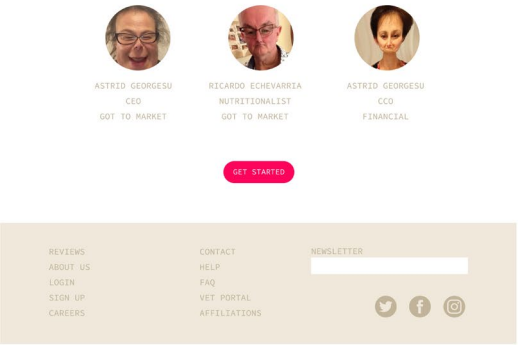 ASTRID GEORGESU
CEO
GOT TO MARKET
RICARDO ECHEVARRIA
NUTRITIONALIST
GOT TO MARKET
ASTRID GEORGESU
CCO
FINANCIAL
GET STARTED
REVIEWS
ABOUT US
LOGIN
SIGN UP
CAREERS
CONTACT
HELP
FAQ
VET PORTAL
AFFILIATIONS
NEWSLETTER